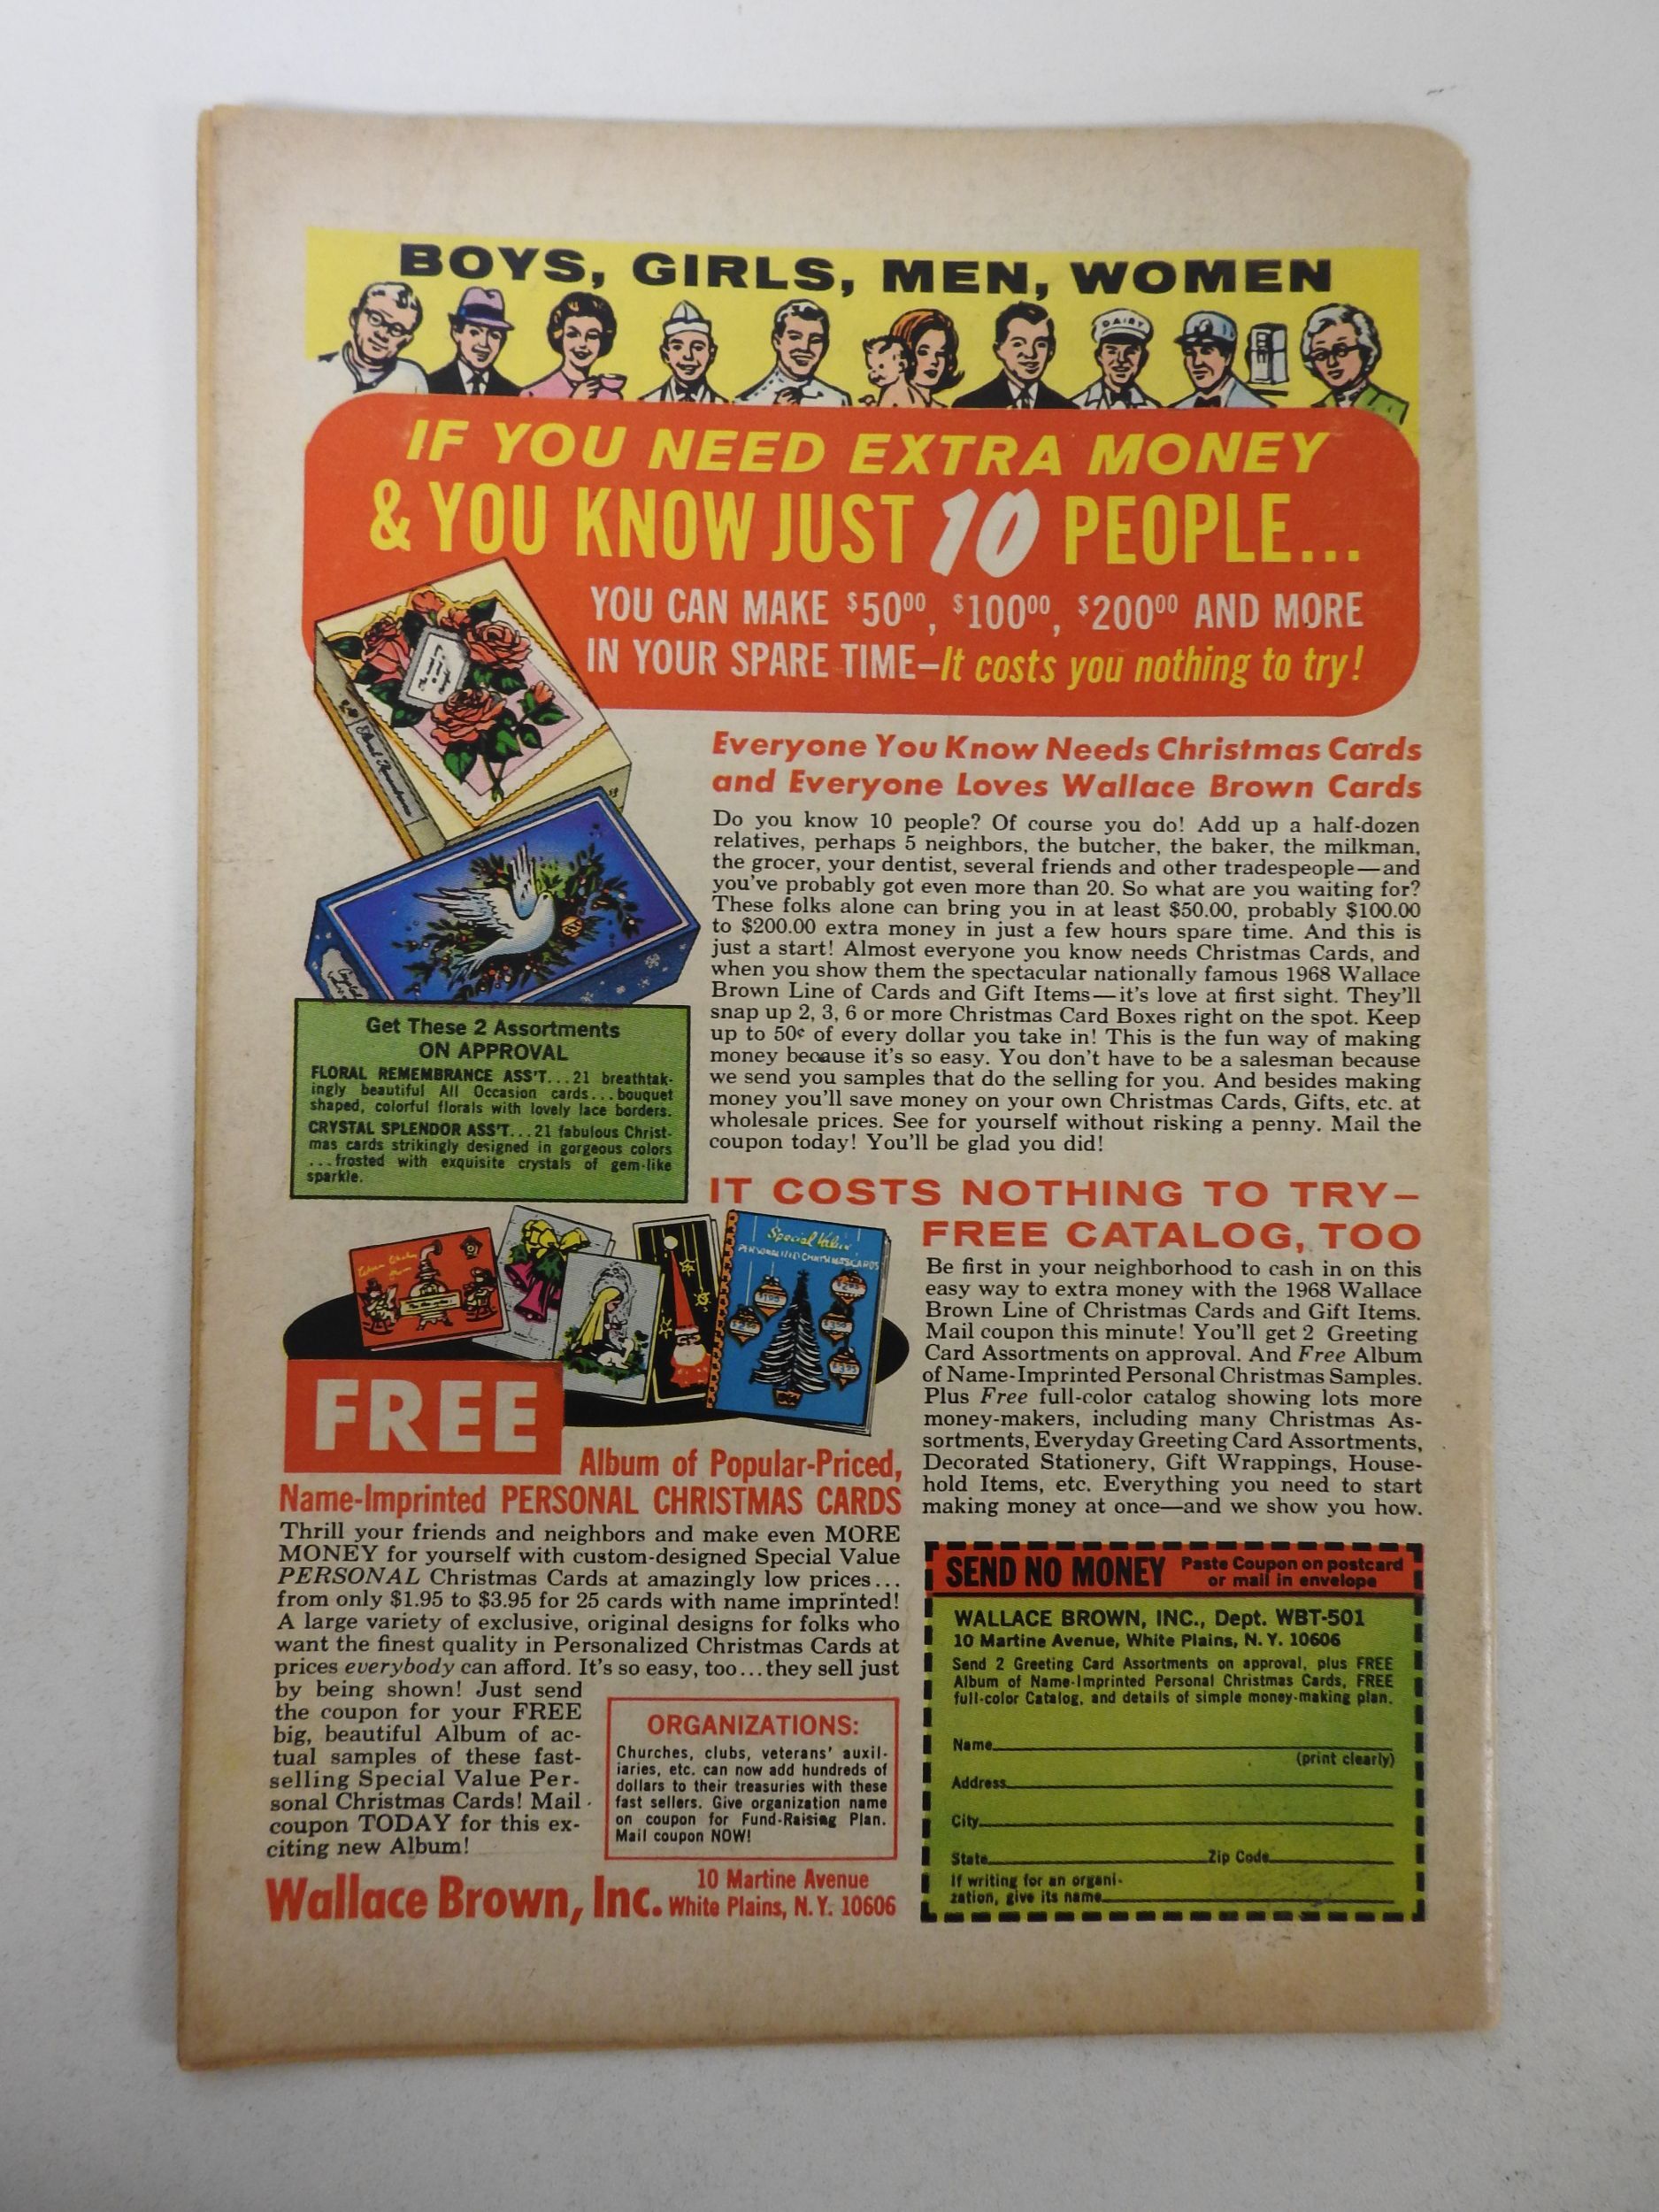 BOYS, GIRLS, MEN, WOMEN
DAIRY
IF YOU NEED EXTRA MONEY
& YOU KNOW JUST 10 PEOPLE...
YOU CAN MAKE $50⁰⁰, $100⁰⁰, $200⁰⁰ AND MORE
IN YOUR SPARE TIME—It costs you nothing to try!
Everyone You Know Needs Christmas Cards
and Everyone Loves Wallace Brown Cards
Do you know 10 people? Of course you do! Add up a half-dozen
relatives, perhaps 5 neighbors, the butcher, the baker, the milkman,
the grocer, your dentist, several friends and other tradespeople—and
you've probably got even more than 20. So what are you waiting for?
These folks alone can bring you in at least $50.00, probably $100.00
to $200.00 extra money in just a few hours spare time. And this is
just a start! Almost everyone you know needs Christmas Cards, and
when you show them the spectacular nationally famous 1968 Wallace
Brown Line of Cards and Gift Items—it's love at first sight. They'll
snap up 2, 3, 6 or more Christmas Card Boxes right on the spot. Keep
up to 50¢ of every dollar you take in! This is the fun way of making
money because it's so easy. You don't have to be a salesman because
we send you samples that do the selling for you. And besides making
money you'll save money on your own Christmas Cards, Gifts, etc. at
wholesale prices. See for yourself without risking a penny. Mail the
coupon today! You'll be glad you did!
Floral Remembrance
Get These 2 Assortments
ON APPROVAL
FLORAL REMEMBRANCE ASS'T...21 breathtak-
ingly beautiful All Occasion cards...bouquet
shaped, colorful florals with lovely lace borders.
CRYSTAL SPLENDOR ASS'T...21 fabulous Christ-
mas cards strikingly designed in gorgeous colors
...frosted with exquisite crystals of gem-like
sparkle.
IT COSTS NOTHING TO TRY—
FREE CATALOG, TOO
Be first in your neighborhood to cash in on this
easy way to extra money with the 1968 Wallace
Brown Line of Christmas Cards and Gift Items.
Mail coupon this minute! You'll get 2 Greeting
Card Assortments on approval. And Free Album
of Name-Imprinted Personal Christmas Samples.
Plus Free full-color catalog showing lots more
money-makers, including many Christmas As-
sortments, Everyday Greeting Card Assortments,
Decorated Stationery, Gift Wrappings, House-
hold Items, etc. Everything you need to start
making money at once—and we show you how.
Special Value
PERSONALIZED CHRISTMAS CARDS
FREE
Album of Popular-Priced,
Name-Imprinted PERSONAL CHRISTMAS CARDS
Thrill your friends and neighbors and make even MORE
MONEY for yourself with custom-designed Special Value
PERSONAL Christmas Cards at amazingly low prices...
from only $1.95 to $3.95 for 25 cards with name imprinted!
A large variety of exclusive, original designs for folks who
want the finest quality in Personalized Christmas Cards at
prices everybody can afford. It's so easy, too...they sell just
by being shown! Just send
the coupon for your FREE
big, beautiful Album of ac-
tual samples of these fast-
selling Special Value Per-
sonal Christmas Cards! Mail
coupon TODAY for this ex-
citing new Album!
ORGANIZATIONS:
Churches, clubs, veterans' auxil-
iaries, etc. can now add hundreds of
dollars to their treasuries with these
fast sellers. Give organization name
on coupon for Fund-Raising Plan.
Mail coupon NOW!
Wallace Brown, Inc.
10 Martine Avenue
White Plains, N.Y. 10606
SEND NO MONEY
Paste Coupon on postcard
or mail in envelope
WALLACE BROWN, INC., Dept. WBT-501
10 Martine Avenue, White Plains, N.Y. 10606
Send 2 Greeting Card Assortments on approval, plus FREE
Album of Name-Imprinted Personal Christmas Cards, FREE
full-color Catalog, and details of simple money-making plan.
Name
(print clearly)
Address
City
State Zip Code
If writing for an organi-
zation, give its name